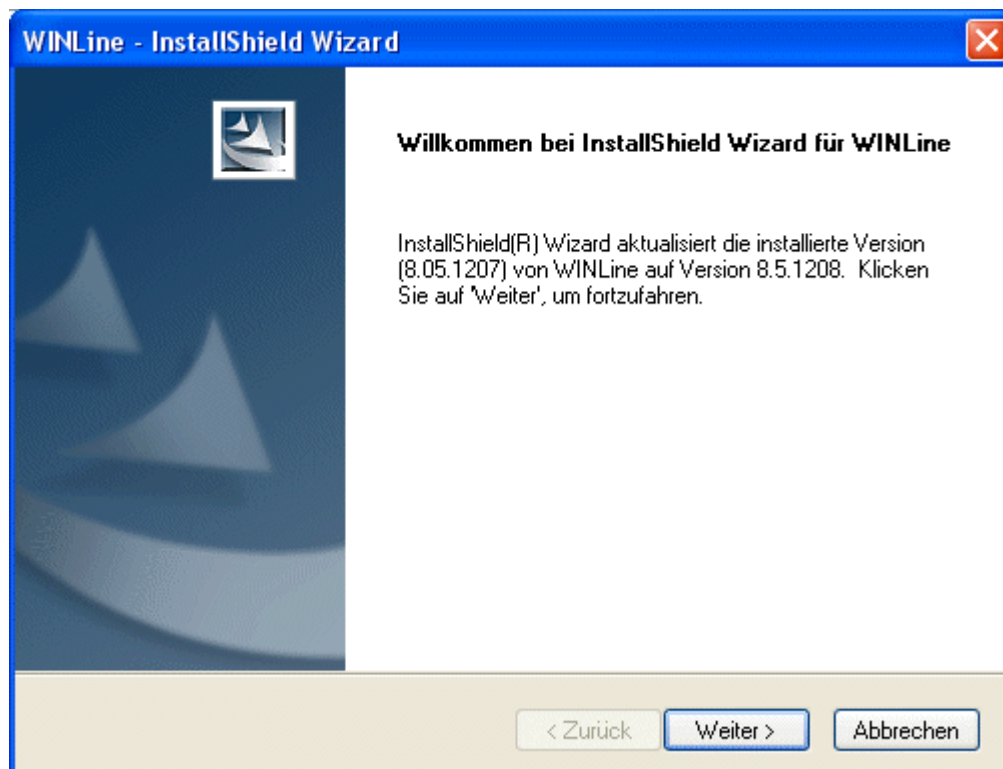 WINLine - InstallShield Wizard
Willkommen bei InstallShield Wizard für WINLine
InstallShield(R) Wizard aktualisiert die installierte Version
(8.05.1207) von WINLine auf Version 8.5.1208.  Klicken
Sie auf 'Weiter', um fortzufahren.
< Zurück
Weiter >
Abbrechen